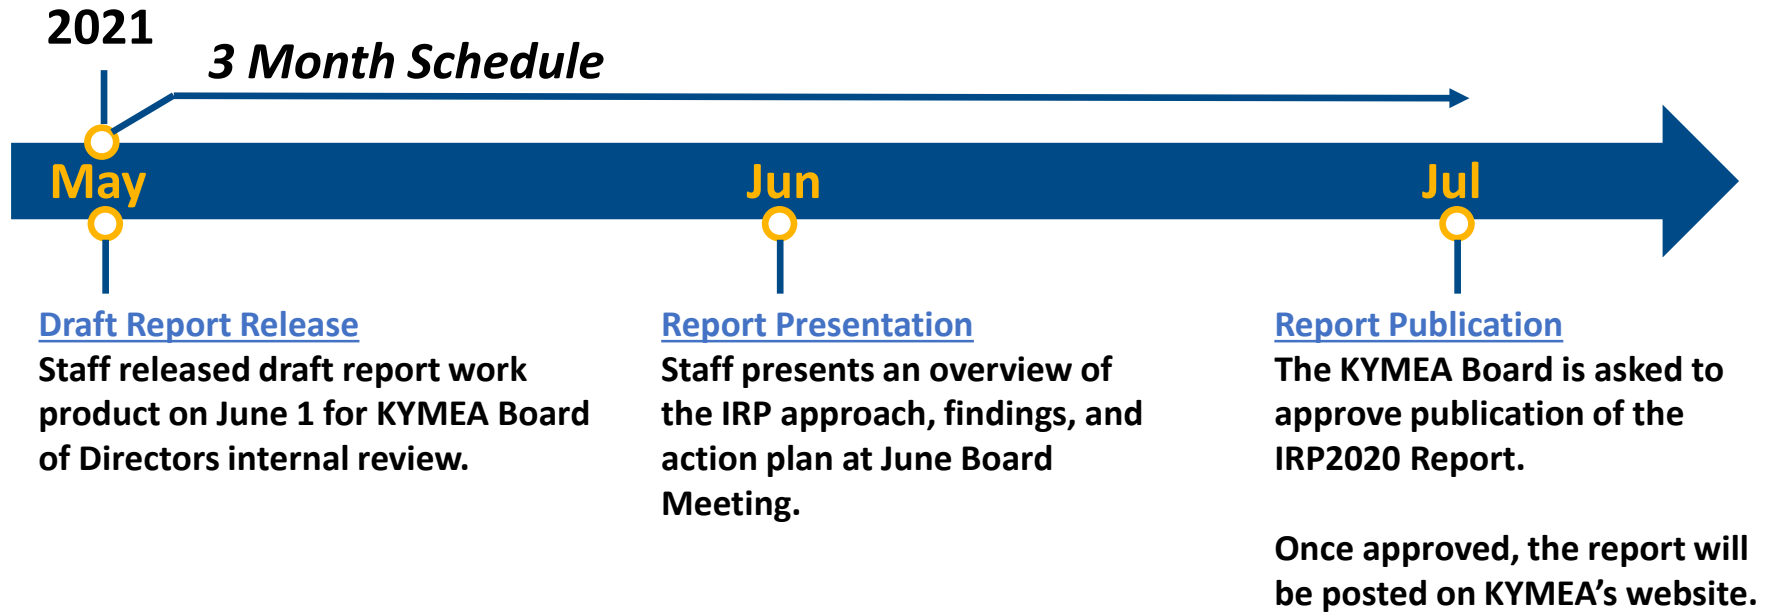 2021
3 Month Schedule
May
Jun
Jul
Draft Report Release
Staff released draft report work
product on June 1 for KYMEA Board
of Directors internal review.
Report Presentation
Staff presents an overview of
the IRP approach, findings, and
action plan at June Board
Meeting.
Report Publication
The KYMEA Board is asked to
approve publication of the
IRP2020 Report.
Once approved, the report will
be posted on KYMEA’s website.